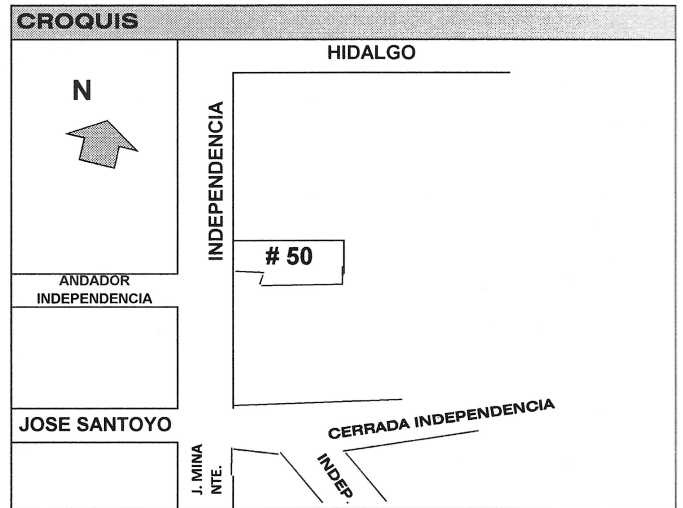 CROQUIS
HIDALGO
N
INDEPENDENCIA
# 50
ANDADOR
INDEPENDENCIA
JOSE SANTOYO
CERRADA INDEPENDENCIA
J. MINA
NTE.
INDEP.